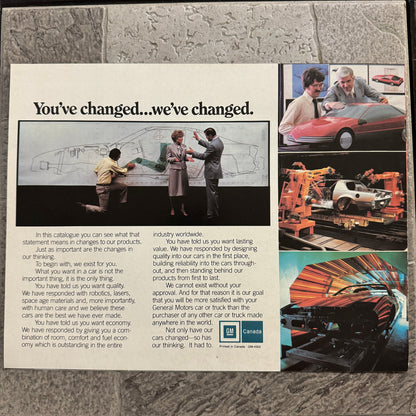 You've changed...we've changed.
In this catalogue you can see what that
statement means in changes to our products.
Just as important are the changes in
our thinking.
To begin with, we exist for you.
What you want in a car is not the
important thing, it is the only thing.
You have told us you want quality.
We have responded with robotics, lasers,
space age materials and, more importantly,
with human care and we believe these
cars are the best we have ever made.
You have told us you want economy.
We have responded by giving you a com-
bination of room, comfort and fuel econo-
my which is outstanding in the entire
industry worldwide.
You have told us you want lasting
value. We have responded by designing
quality into our cars in the first place,
building reliability into the cars through-
out, and then standing behind our
products from first to last.
We cannot exist without your
approval. And for that reason it is our goal
that you will be more satisfied with your
General Motors car or truck than the
purchaser of any other car or truck made
anywhere in the world.
Not only have our
cars changed—so has
our thinking. It had to.
GM
Canada
Printed in Canada